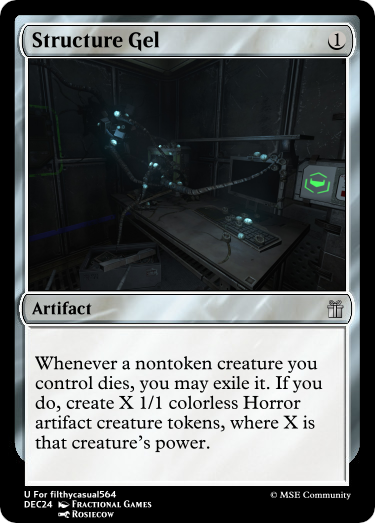 Structure Gel 1
Artifact
Whenever a nontoken creature you
control dies, you may exile it. If you
do, create X 1/1 colorless Horror
artifact creature tokens, where X is
that creature's power.
U For filthycasual564
DEC24 Fractional Games © MSE Community
Rosiecow